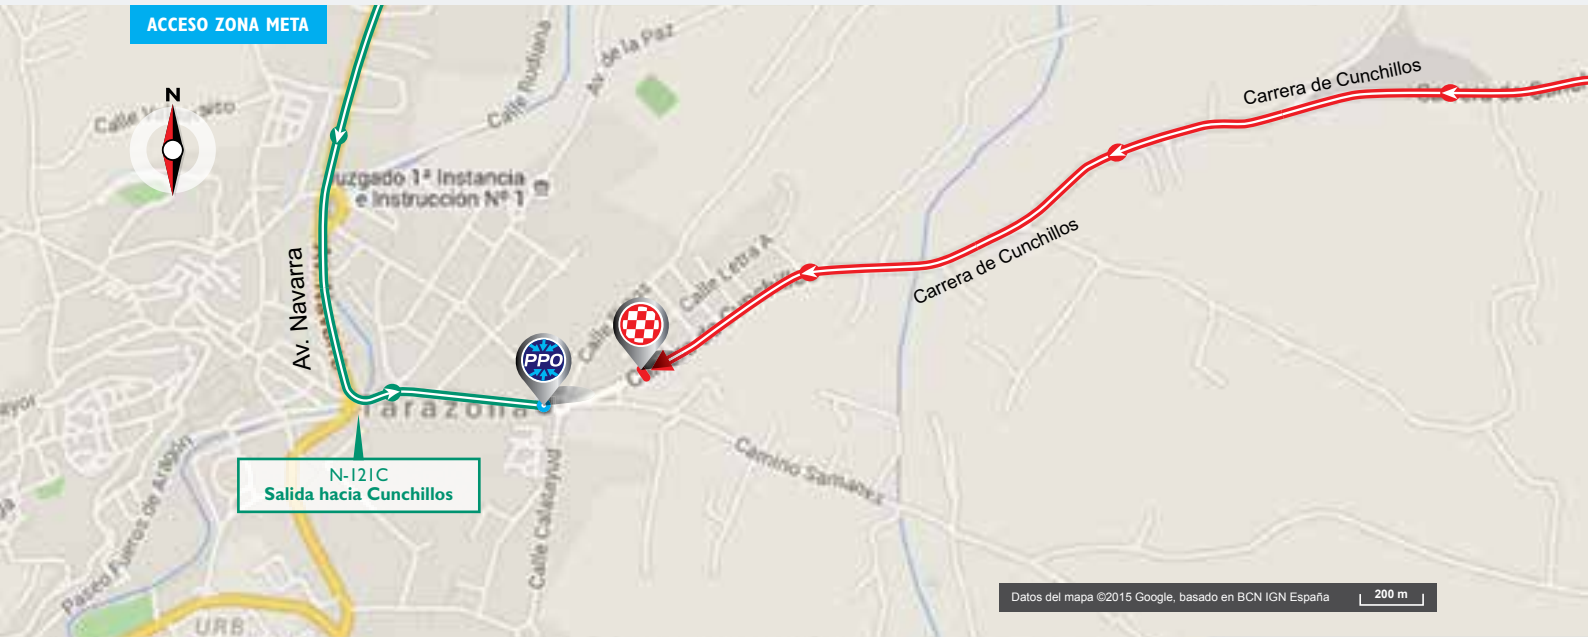 ACCESO ZONA META
N
Calle Rudiana
Av. de la Paz
Carrera de Cunchillos
uzgado 1ª Instancia
e Instrucción Nº 1
Av. Navarra
Calle Letra A
Carrera de Cunchillos
PPO
Tarazona
N-121C
Salida hacia Cunchillos
Camino Samanes
Calle Calatayud
Paseo Fueros de Aragón
URB
Datos del mapa ©2015 Google, basado en BCN IGN España
200 m